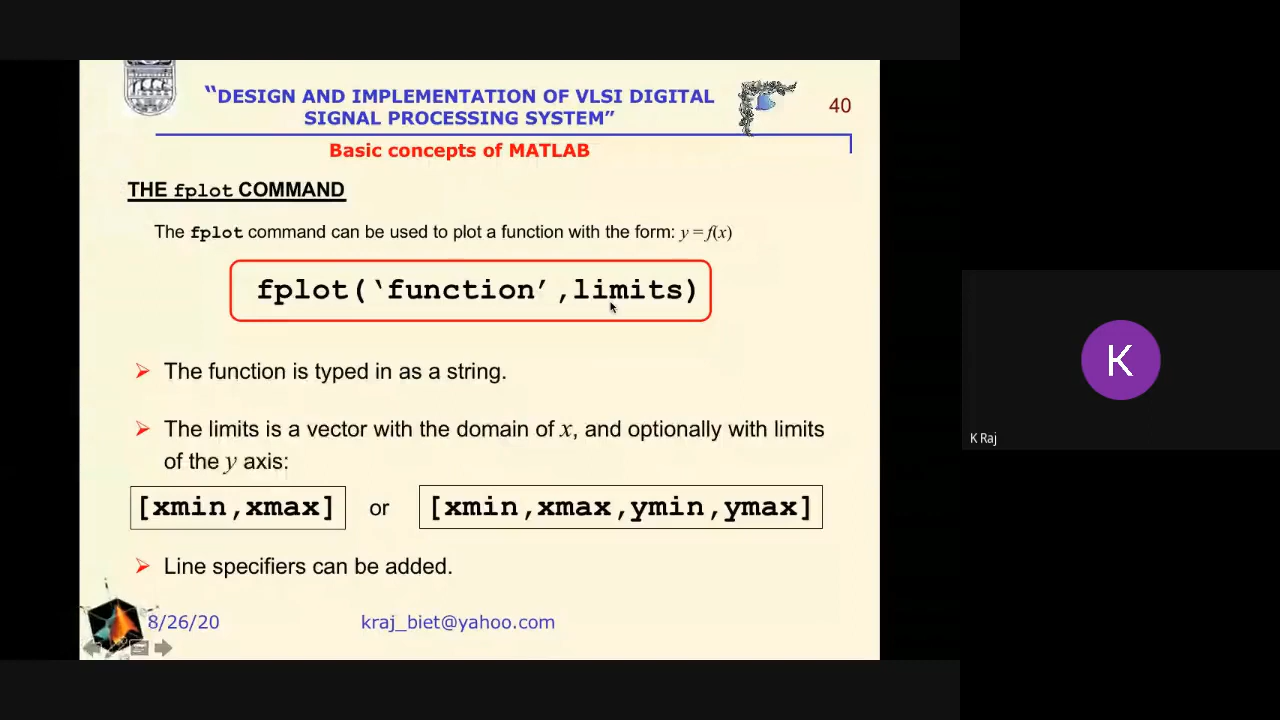 “DESIGN AND IMPLEMENTATION OF VLSI DIGITAL
SIGNAL PROCESSING SYSTEM”
40
Basic concepts of MATLAB
THE fplot COMMAND
The fplot command can be used to plot a function with the form: y = f(x)
fplot(‘function’,limits)
The function is typed in as a string.
The limits is a vector with the domain of x, and optionally with limits
of the y axis:
[xmin,xmax] or [xmin,xmax,ymin,ymax]
Line specifiers can be added.
8/26/20 kraj_biet@yahoo.com
K
K Raj